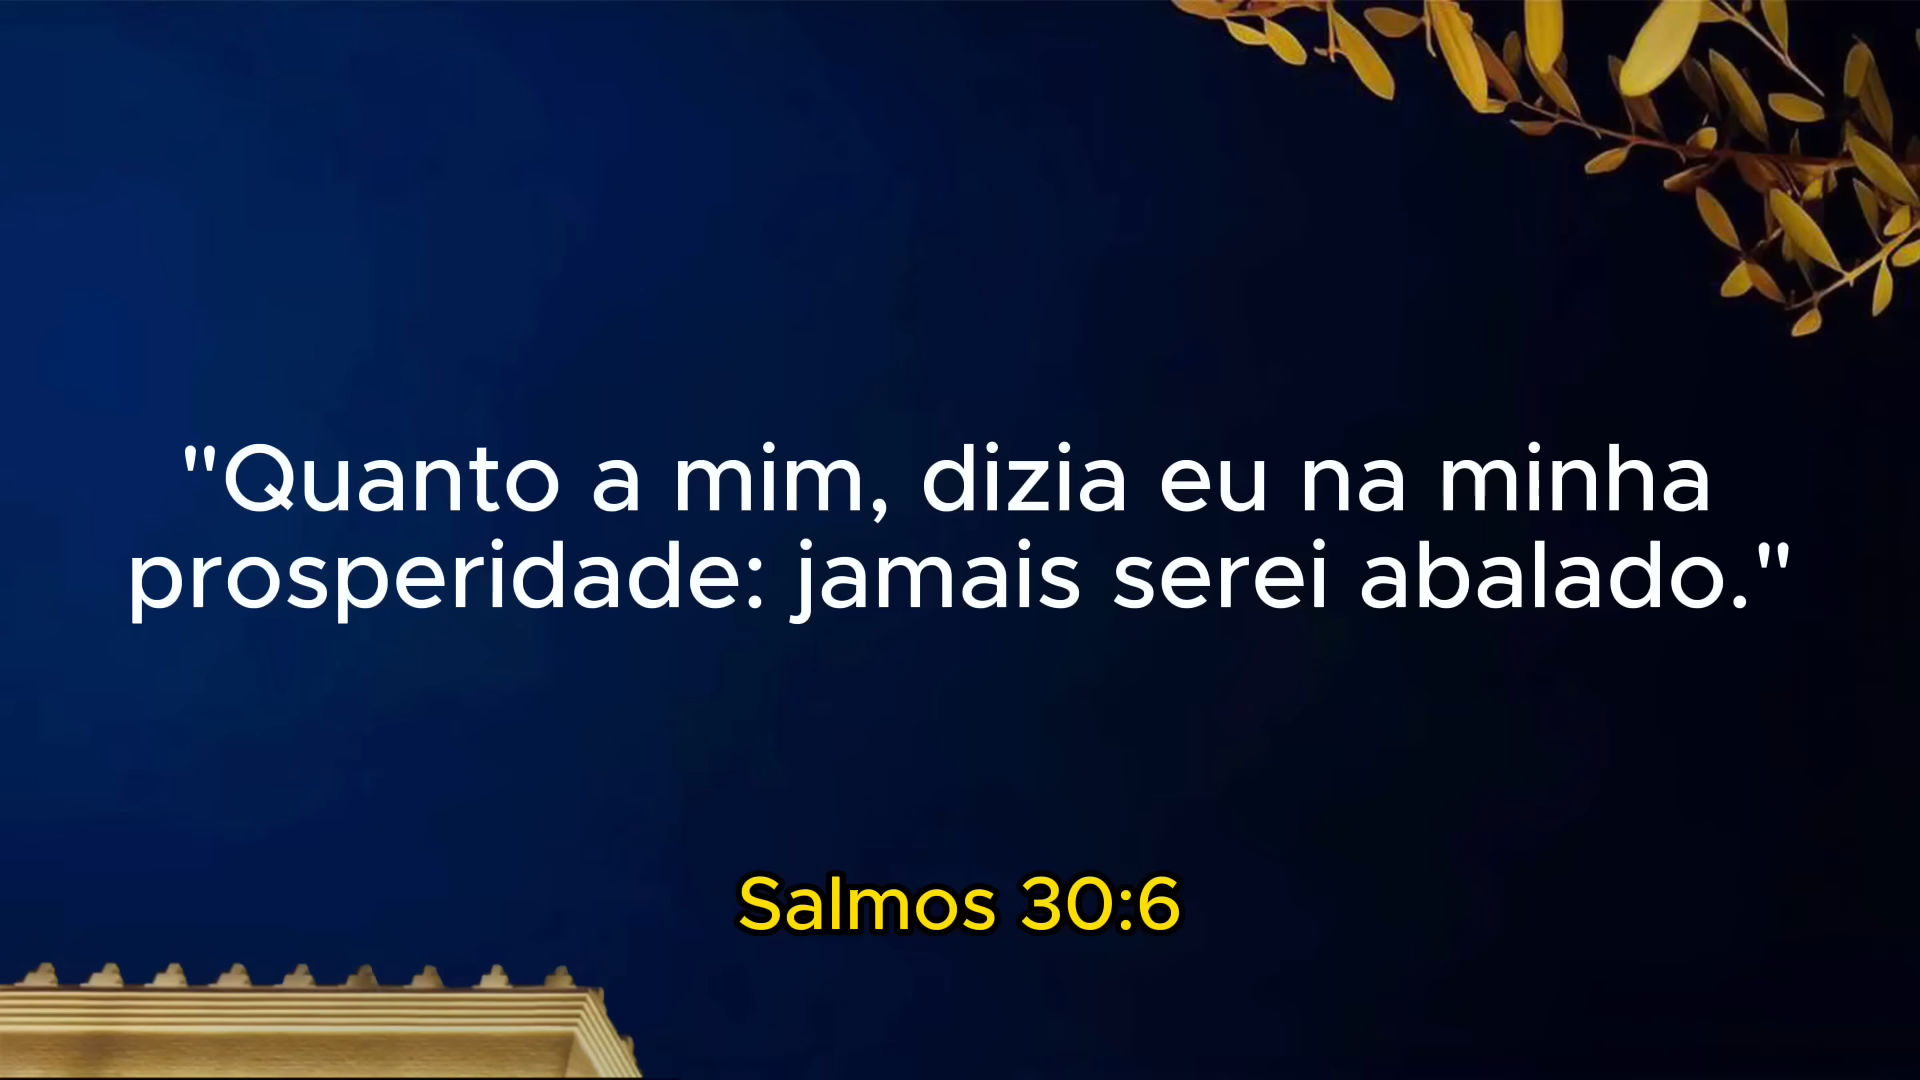 "Quanto a mim, dizia eu na minha
prosperidade: jamais serei abalado."
Salmos 30:6